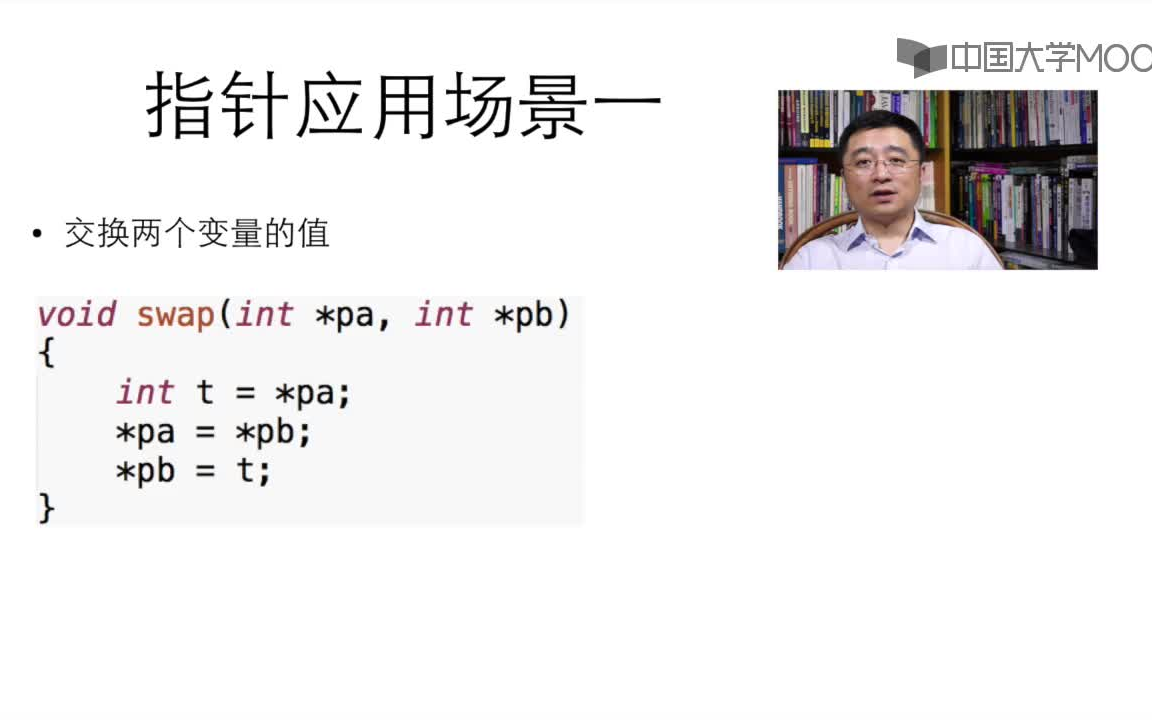 中国大学MOO
指针应用场景一
• 交换两个变量的值
void swap(int *pa, int *pb)
{
    int t = *pa;
    *pa = *pb;
    *pb = t;
}